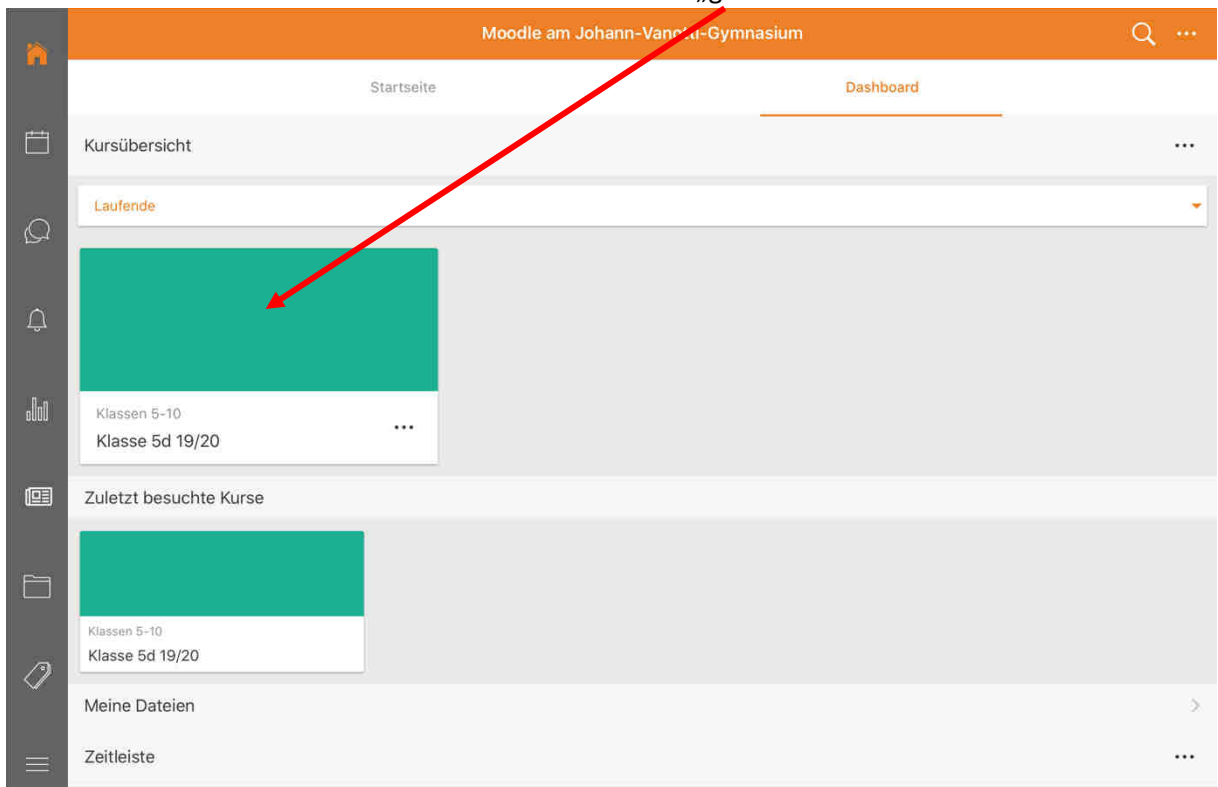 Moodle am Johann-Vanotti-Gymnasium
Startseite
Dashboard
Kursübersicht
Laufende
Klassen 5-10
Klasse 5d 19/20
Zuletzt besuchte Kurse
Klassen 5-10
Klasse 5d 19/20
Meine Dateien
Zeitleiste